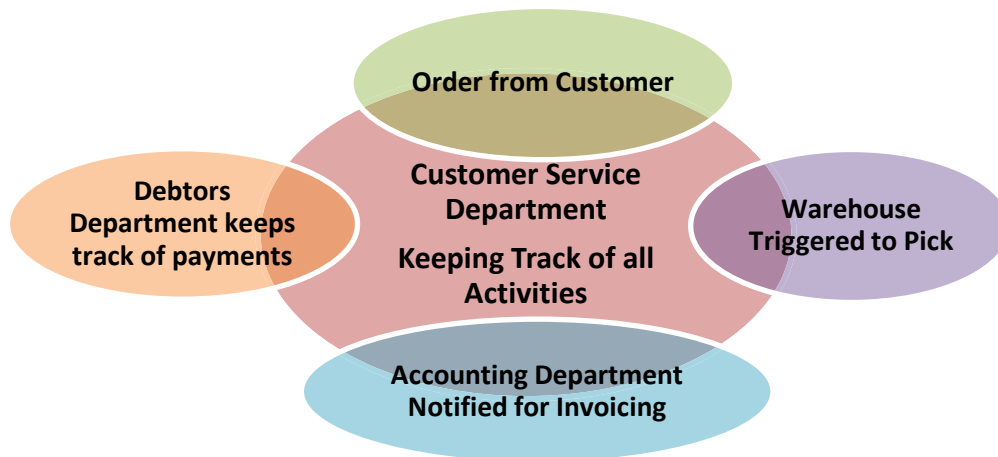 Order from Customer
Customer Service
Department
Keeping Track of all
Activities
Debtors
Department keeps
track of payments
Warehouse
Triggered to Pick
Accounting Department
Notified for Invoicing